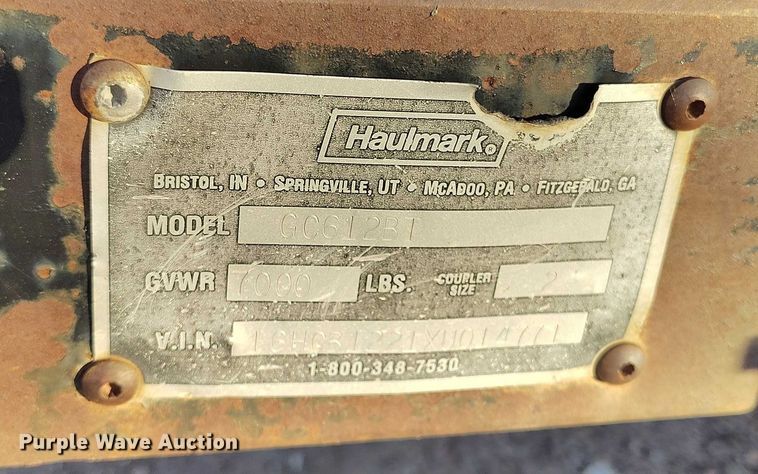 Haulmark®
BRISTOL, IN • SPRINGVILLE, UT • MCADOO, PA • FITZGERALD, GA
MODEL GC612BT
GVWR 7000 LBS. COUPLER SIZE 2
V.I.N.
1-800-348-7530
Purple Wave Auction